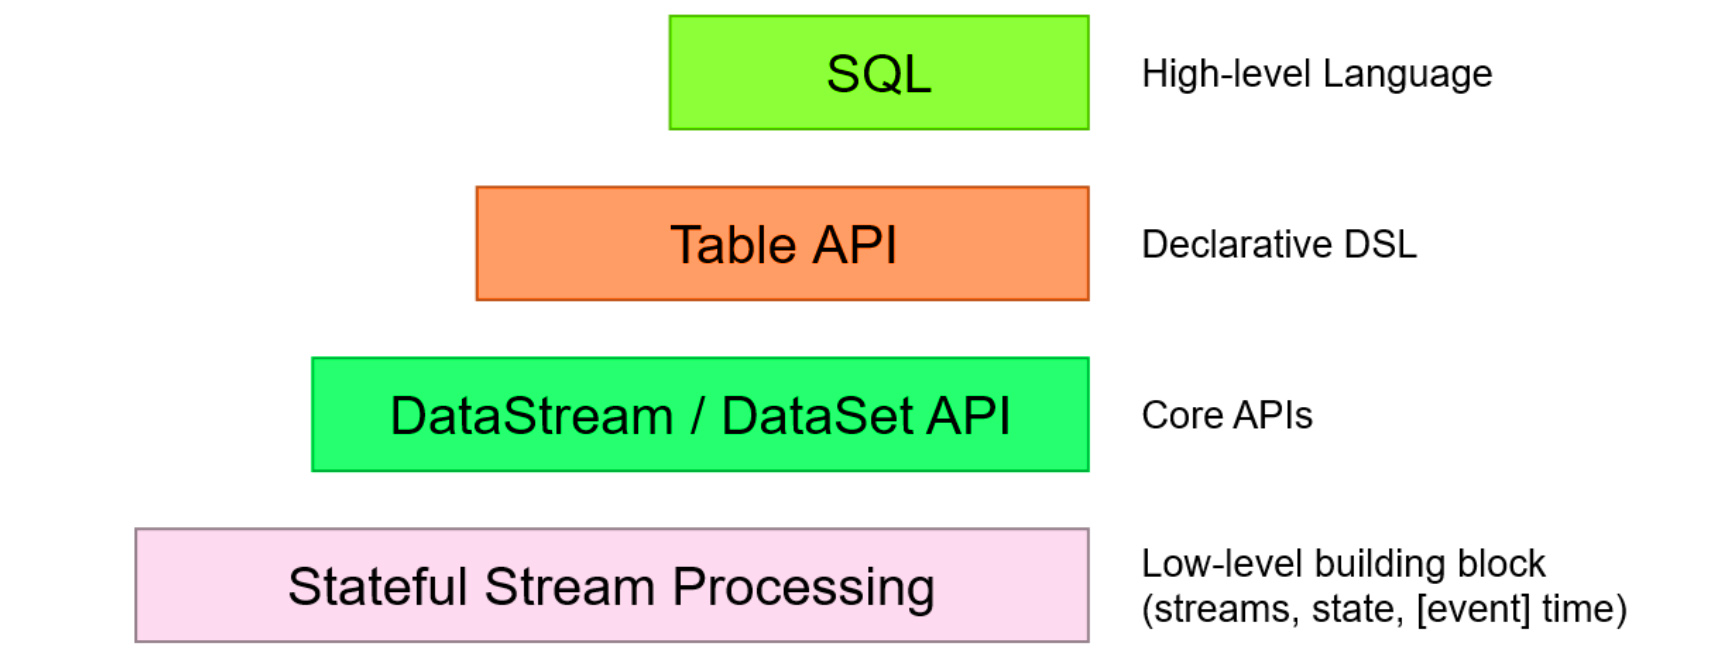 SQL
High-level Language
Table API
Declarative DSL
DataStream / DataSet API
Core APIs
Stateful Stream Processing
Low-level building block
(streams, state, [event] time)